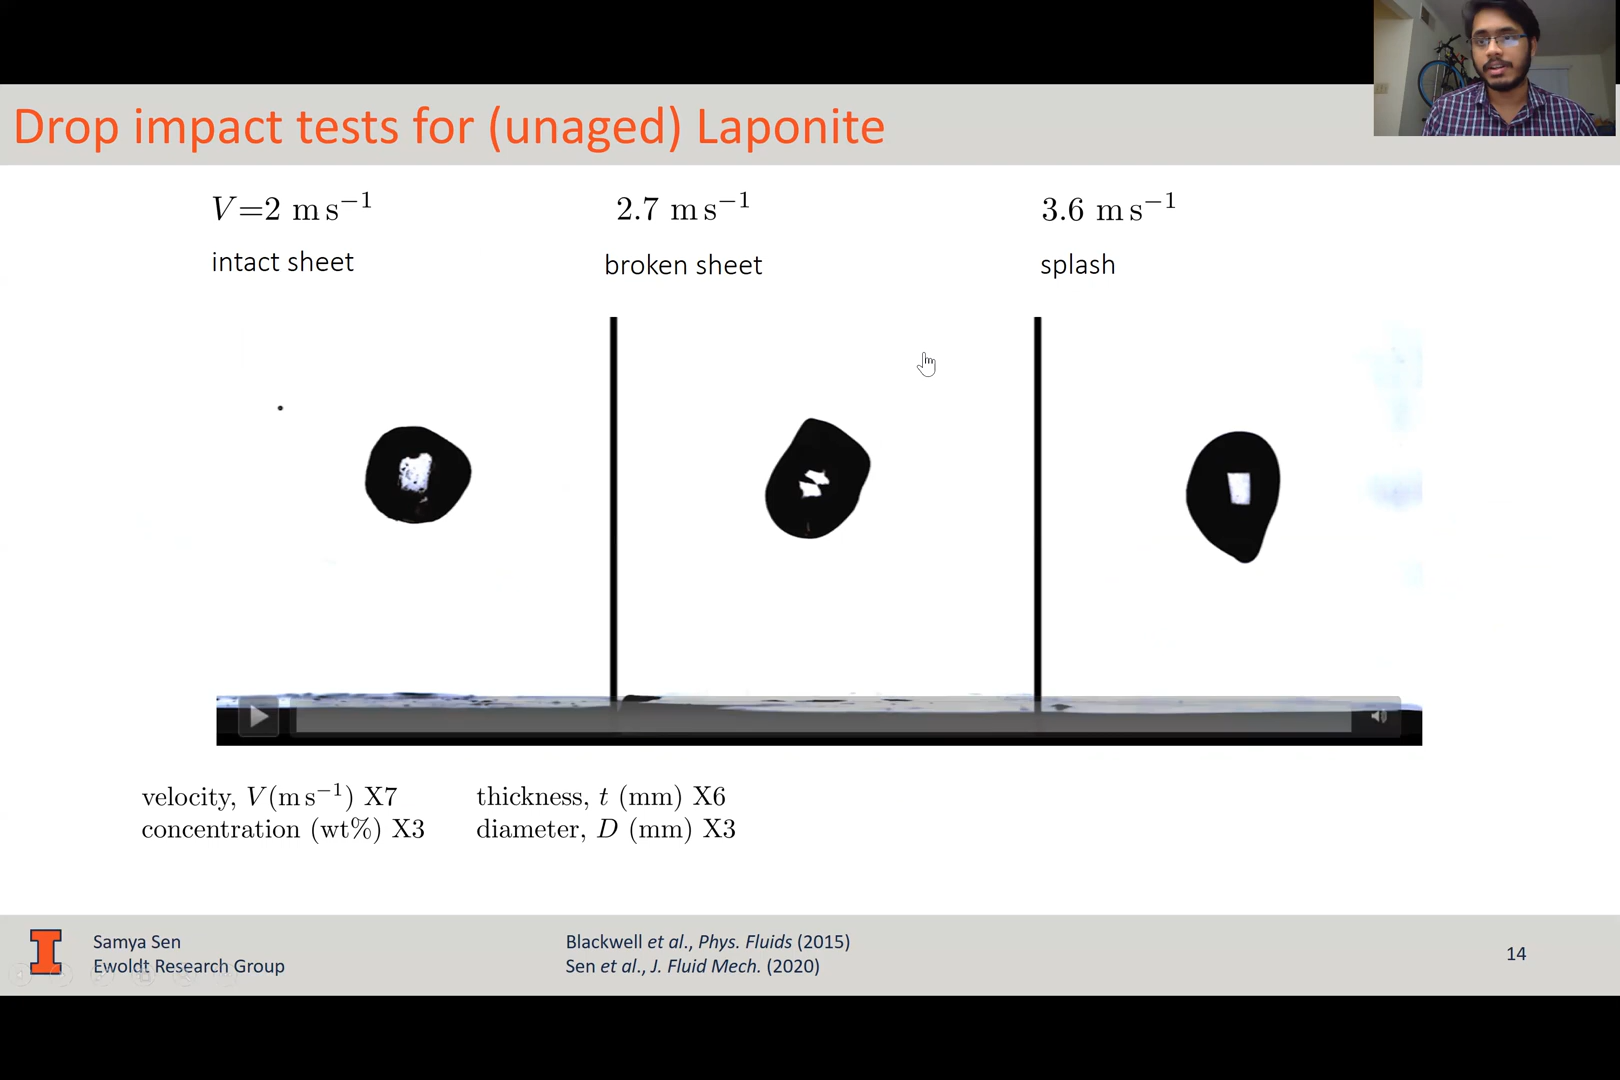 Drop impact tests for (unaged) Laponite
V=2 m s⁻¹
2.7 m s⁻¹
3.6 m s⁻¹
intact sheet
broken sheet
splash
velocity, V(m s⁻¹) X7
thickness, t (mm) X6
concentration (wt%) X3
diameter, D (mm) X3
I
Samya Sen
Ewoldt Research Group
Blackwell et al., Phys. Fluids (2015)
Sen et al., J. Fluid Mech. (2020)
14